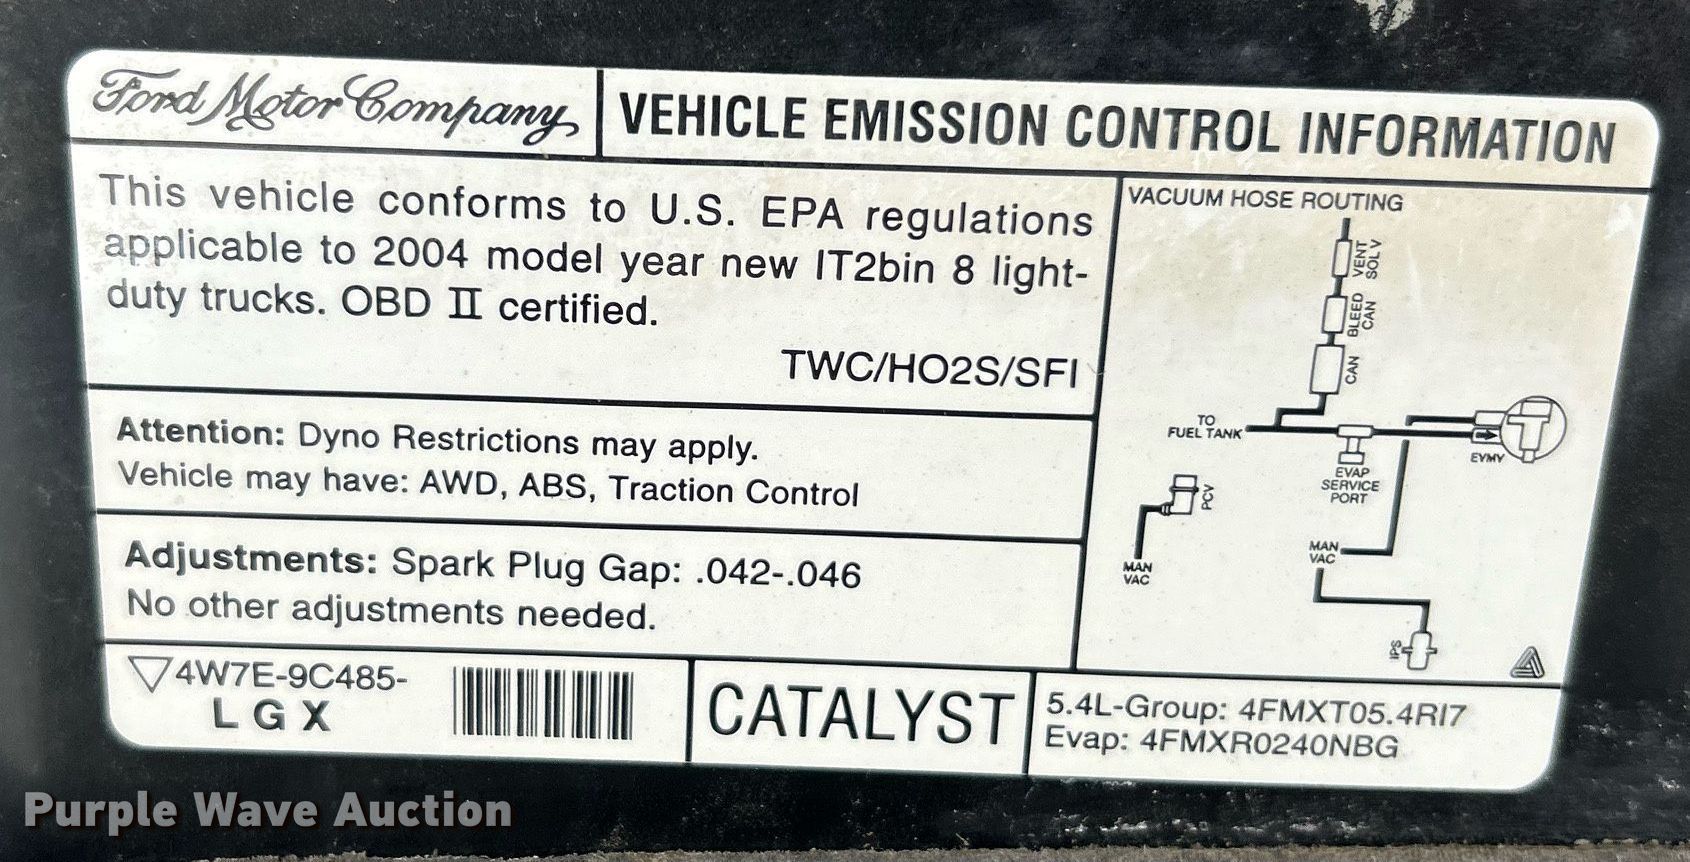 Ford Motor Company
VEHICLE EMISSION CONTROL INFORMATION
This vehicle conforms to U.S. EPA regulations
applicable to 2004 model year new IT2bin 8 light-
duty trucks. OBD II certified.
TWC/HO2S/SFI
Attention: Dyno Restrictions may apply.
Vehicle may have: AWD, ABS, Traction Control
Adjustments: Spark Plug Gap: .042-.046
No other adjustments needed.
4W7E-9C485-
LGX
CATALYST
5.4L-Group: 4FMXT05.4RI7
Evap: 4FMXR0240NBG
VACUUM HOSE ROUTING
VENT
SOL V
BLEED
CAN
CAN
TO
FUEL TANK
EVMV
EVAP
SERVICE
PORT
PCV
MAN
VAC
MAN
VAC
IPS
Purple Wave Auction